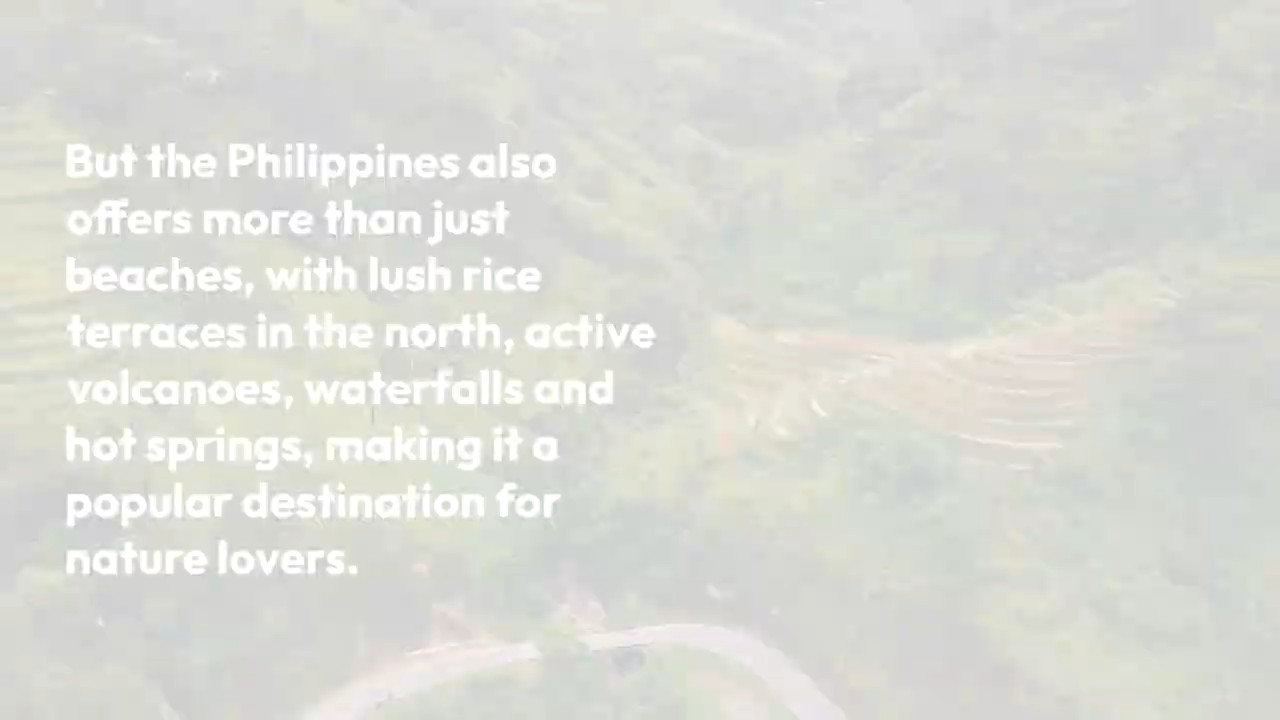 But the Philippines also
offers more than just
beaches, with lush rice
terraces in the north, active
volcanoes, waterfalls and
hot springs, making it a
popular destination for
nature lovers.